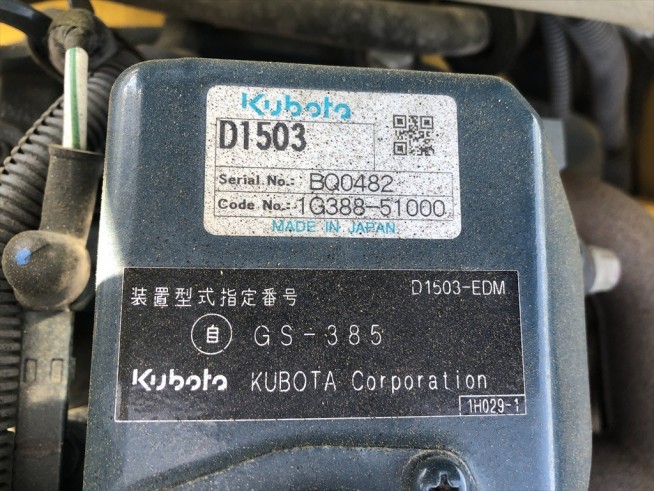 Kubota
D1503
Serial No.: BQ0482
Code No.: 1G388-51000
MADE IN JAPAN
装置型式指定番号 D1503-EDM
自 GS-385
Kubota KUBOTA Corporation
1H029-1